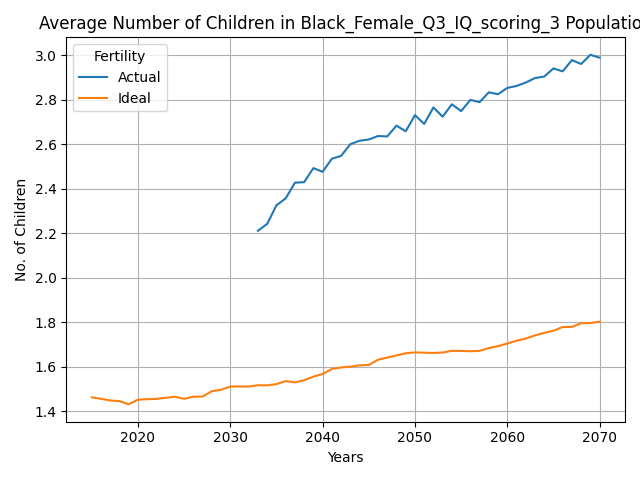 Average Number of Children in Black_Female_Q3_IQ_scoring_3 Populatio
Fertility
Actual
Ideal
No. of Children
3.0
2.8
2.6
2.4
2.2
2.0
1.8
1.6
1.4
2020
2030
2040
2050
2060
2070
Years